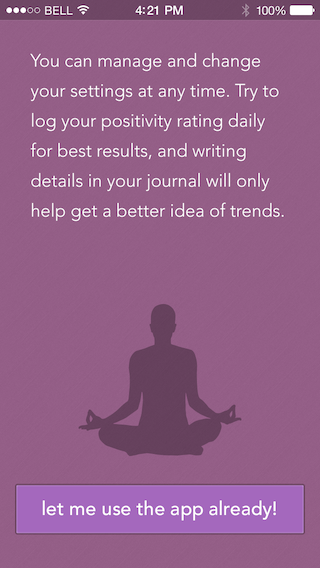 BELL 4:21 PM 100%
You can manage and change
your settings at any time. Try to
log your positivity rating daily
for best results, and writing
details in your journal will only
help get a better idea of trends.
let me use the app already!